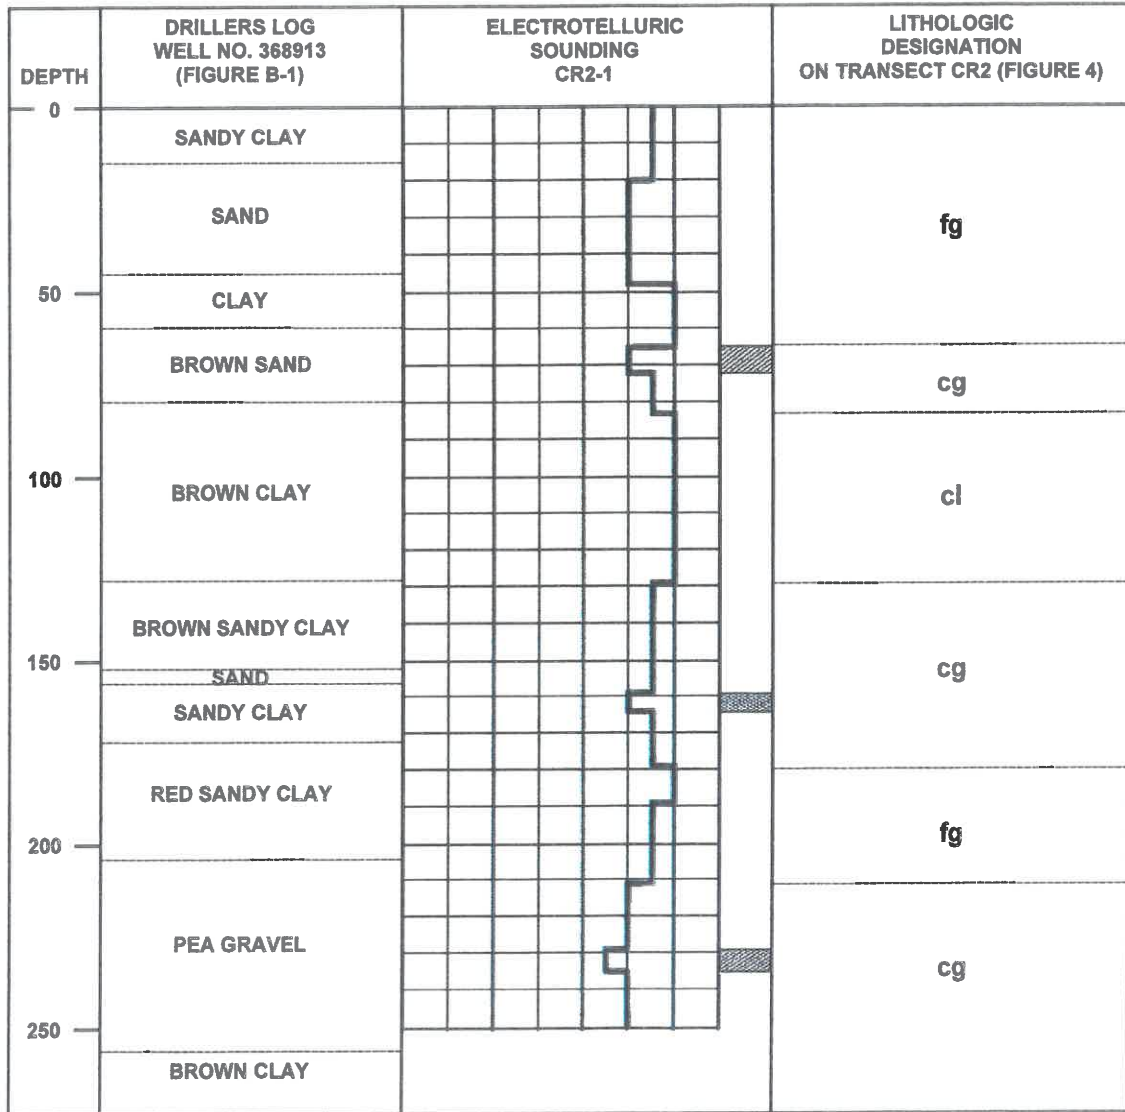 DEPTH
DRILLERS LOG
WELL NO. 368913
(FIGURE B-1)
ELECTROTELLURIC
SOUNDING
CR2-1
LITHOLOGIC
DESIGNATION
ON TRANSECT CR2 (FIGURE 4)
0
50
100
150
200
250
SANDY CLAY
SAND
CLAY
BROWN SAND
BROWN CLAY
BROWN SANDY CLAY
SAND
SANDY CLAY
RED SANDY CLAY
PEA GRAVEL
BROWN CLAY
fg
cg
cl
cg
fg
cg